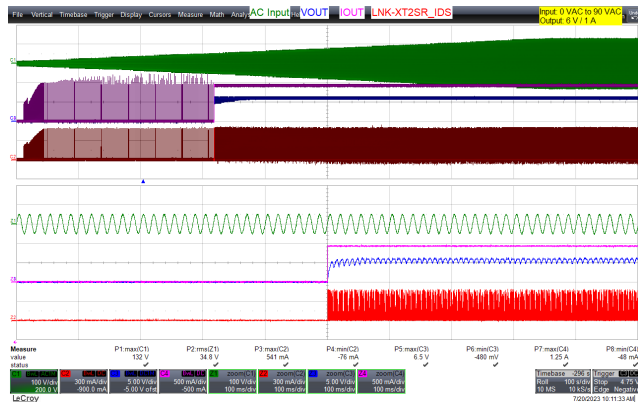 File Vertical Timebase Trigger Display Cursors Measure Math
AC Input VOUT IOUT LNK-XT2SR_IDS
Input: 0 VAC to 90 VAC
Output: 6 V / 1 A
Measure P1:max(C1) P2:rms(Z1) P3:max(C2) P4:min(C2) P5:max(C3) P6:min(C3) P7:max(C4) P8:min(C4)
value 132 V 34.8 V 541 mA -76 mA 6.5 V -480 mV 1.25 A -48 mA
status
100 V/div 300 mA/div 5.00 V/div 500 mA/div
200.0 V -900.0 mA -5.00 V ofst -500 mA
Z1 zoom(C1) Z2 zoom(C2) Z3 zoom(C3) Z4 zoom(C4)
100 V/div 300 mA/div 5.00 V/div 500 mA/div
100 ms/div 100 ms/div 100 ms/div 100 ms/div
Timebase -296 s Trigger
Roll 100 s/div Stop 4.75 V
10 MS 10 kS/s Edge Negative
LeCroy
7/20/2023 10:11:33 AM